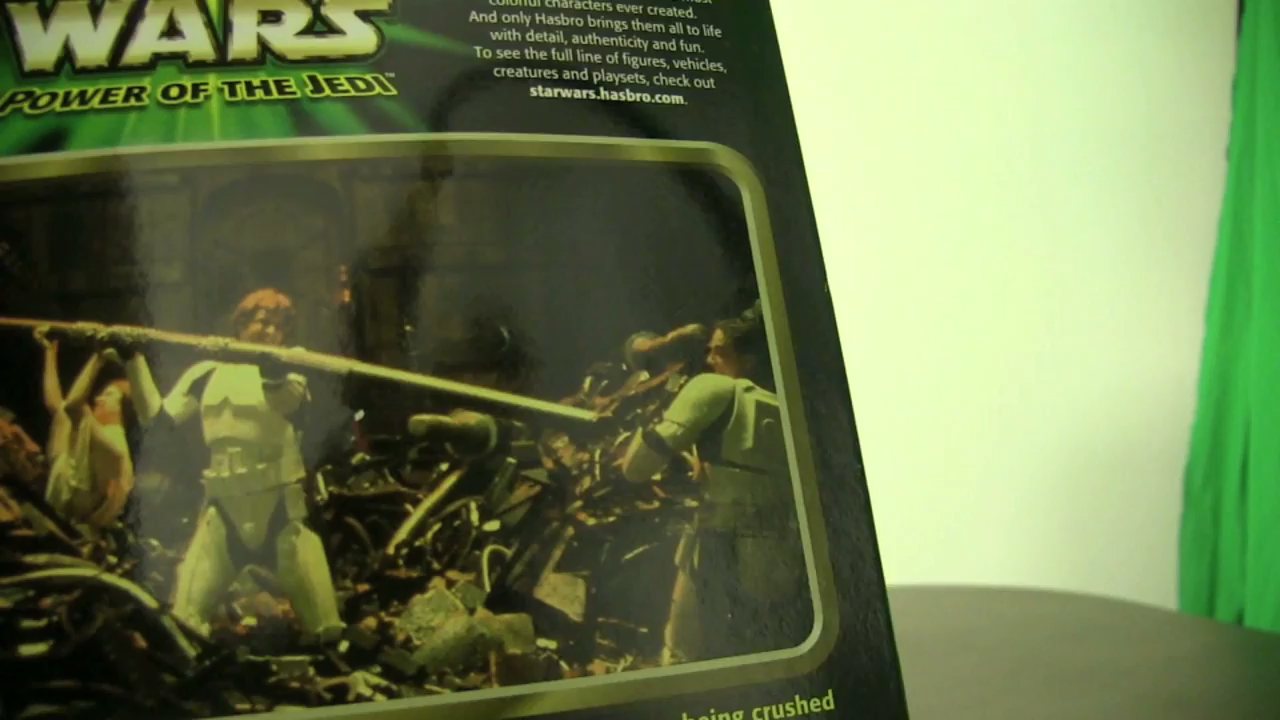 WARS
POWER OF THE JEDI™
colorful characters ever created.
And only Hasbro brings them all to life
with detail, authenticity and fun.
To see the full line of figures, vehicles,
creatures and playsets, check out
starwars.hasbro.com.
being crushed